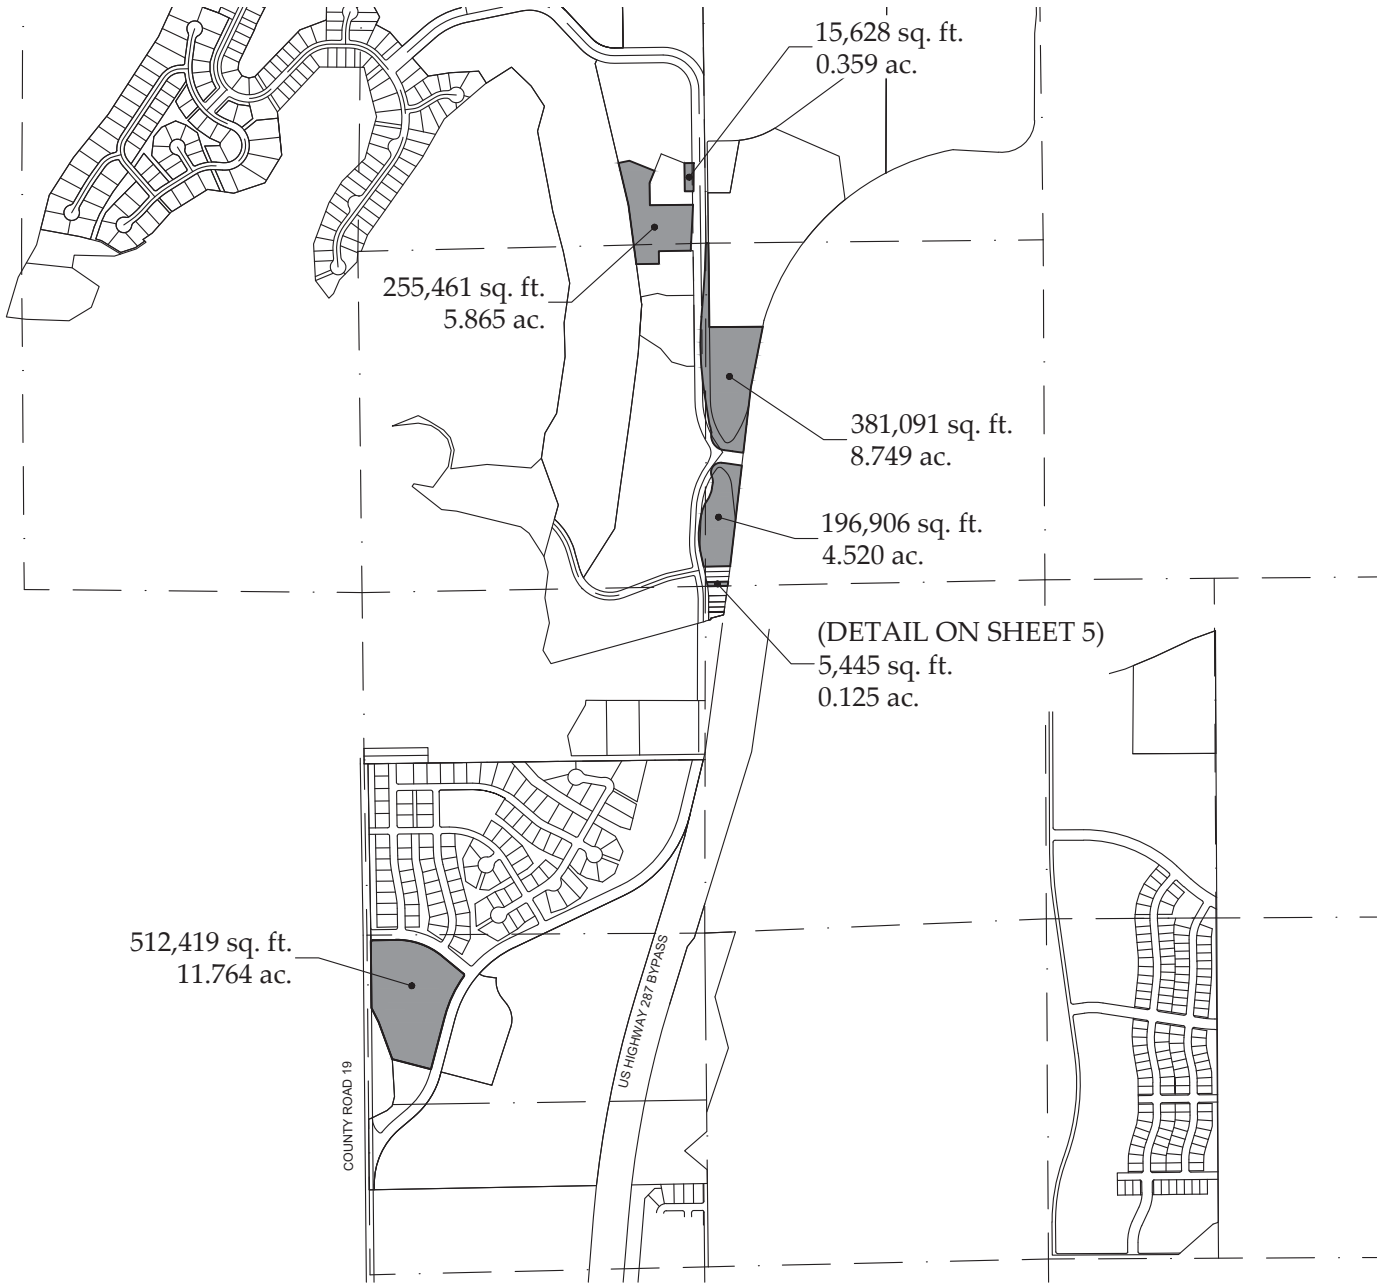 15,628 sq. ft.
0.359 ac.
255,461 sq. ft.
5.865 ac.
381,091 sq. ft.
8.749 ac.
196,906 sq. ft.
4.520 ac.
(DETAIL ON SHEET 5)
5,445 sq. ft.
0.125 ac.
512,419 sq. ft.
11.764 ac.
US HIGHWAY 287 BYPASS
COUNTY ROAD 19